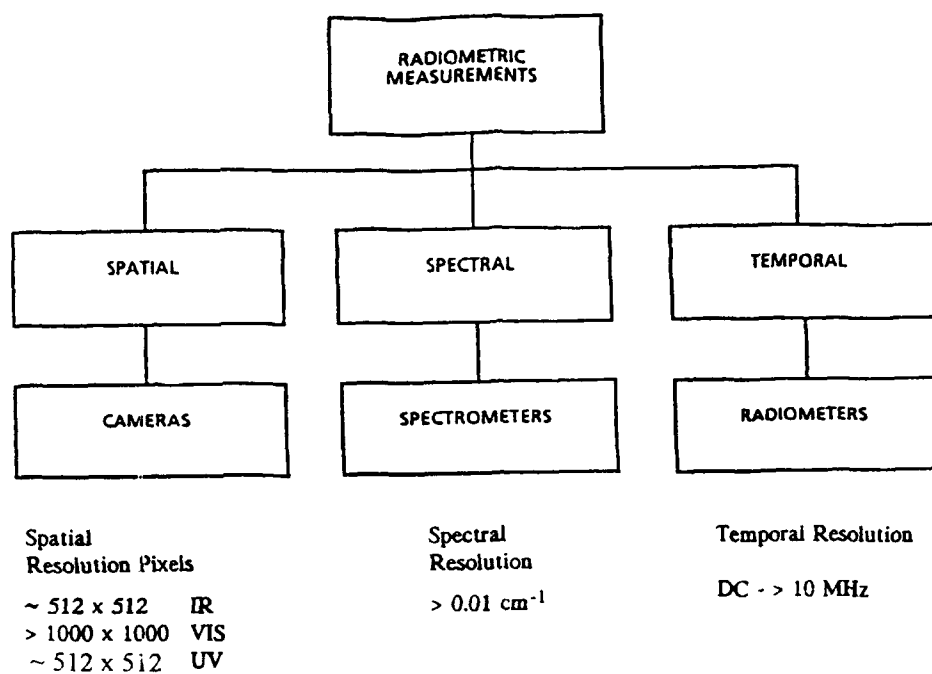 RADIOMETRIC
MEASUREMENTS
SPATIAL
SPECTRAL
TEMPORAL
CAMERAS
SPECTROMETERS
RADIOMETERS
Spatial
Resolution Pixels
~ 512 x 512 IR
> 1000 x 1000 VIS
~ 512 x 512 UV
Spectral
Resolution
> 0.01 cm⁻¹
Temporal Resolution
DC - > 10 MHz